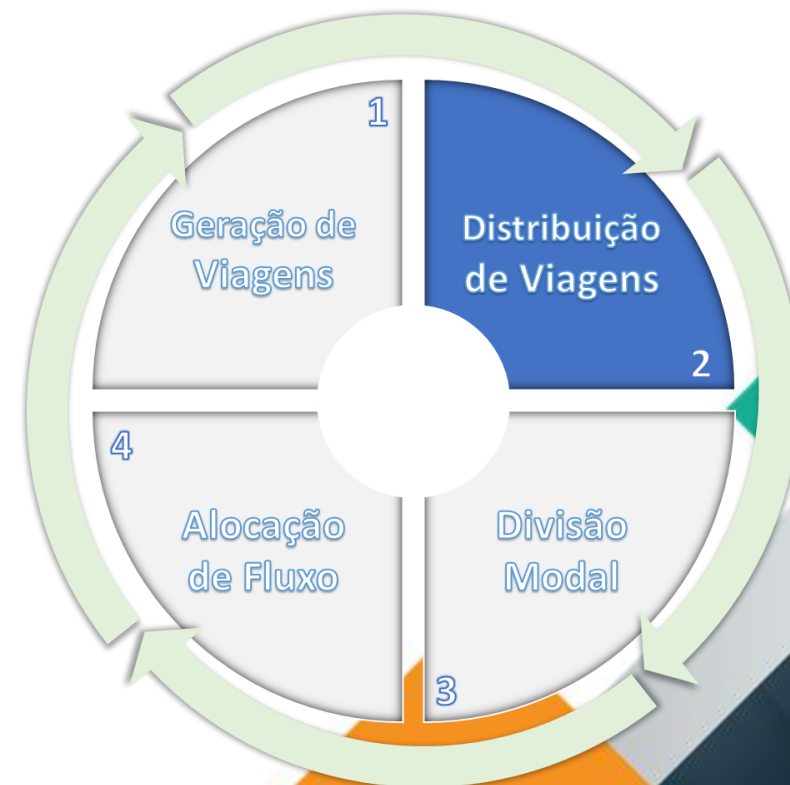 1
Geração de
Viagens
Distribuição
de Viagens
2
Divisão
Modal
3
4
Alocação
de Fluxo